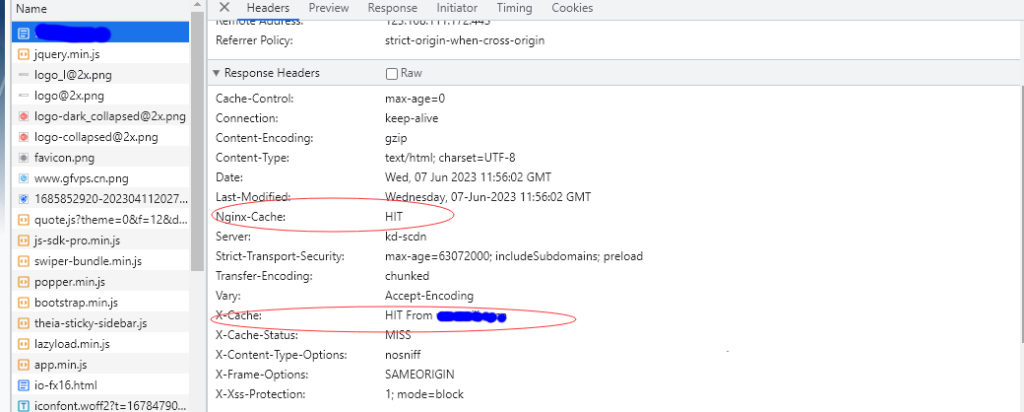 Name
jquery.min.js
logo_l@2x.png
logo@2x.png
logo-dark_collapsed@2x.png
logo-collapsed@2x.png
favicon.png
www.gfvps.cn.png
1685852920-202304112027...
quote.js?theme=0&f=12&d...
js-sdk-pro.min.js
swiper-bundle.min.js
popper.min.js
bootstrap.min.js
theia-sticky-sidebar.js
lazyload.min.js
app.min.js
io-fx16.html
iconfont.woff2?t=16784790...
Headers Preview Response Initiator Timing Cookies
Remote Address:
Referrer Policy: strict-origin-when-cross-origin
Response Headers Raw
Cache-Control: max-age=0
Connection: keep-alive
Content-Encoding: gzip
Content-Type: text/html; charset=UTF-8
Date: Wed, 07 Jun 2023 11:56:02 GMT
Last-Modified: Wednesday, 07-Jun-2023 11:56:02 GMT
Nginx-Cache: HIT
Server: kd-scdn
Strict-Transport-Security: max-age=63072000; includeSubdomains; preload
Transfer-Encoding: chunked
Vary: Accept-Encoding
X-Cache: HIT From
X-Cache-Status: MISS
X-Content-Type-Options: nosniff
X-Frame-Options: SAMEORIGIN
X-Xss-Protection: 1; mode=block